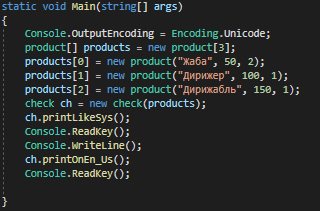 static void Main(string[] args)
{
Console.OutputEncoding = Encoding.Unicode;
product[] products = new product[3];
products[0] = new product("Жаба", 50, 2);
products[1] = new product("Дирижер", 100, 1);
products[2] = new product("Дирижабль", 150, 1);
check ch = new check(products);
ch.printLikeSys();
Console.ReadKey();
Console.WriteLine();
ch.printOnEn_Us();
Console.ReadKey();
}